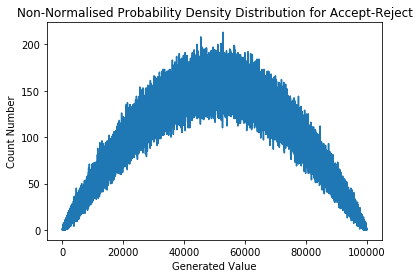 Non-Normalised Probability Density Distribution for Accept-Reject
200
150
100
50
0
Count Number
0 20000 40000 60000 80000 100000
Generated Value